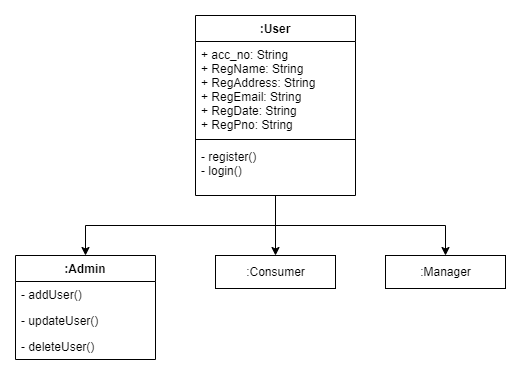 :User
+ acc_no: String
+ RegName: String
+ RegAddress: String
+ RegEmail: String
+ RegDate: String
+ RegPno: String
- register()
- login()
:Admin
- addUser()
- updateUser()
- deleteUser()
:Consumer
:Manager